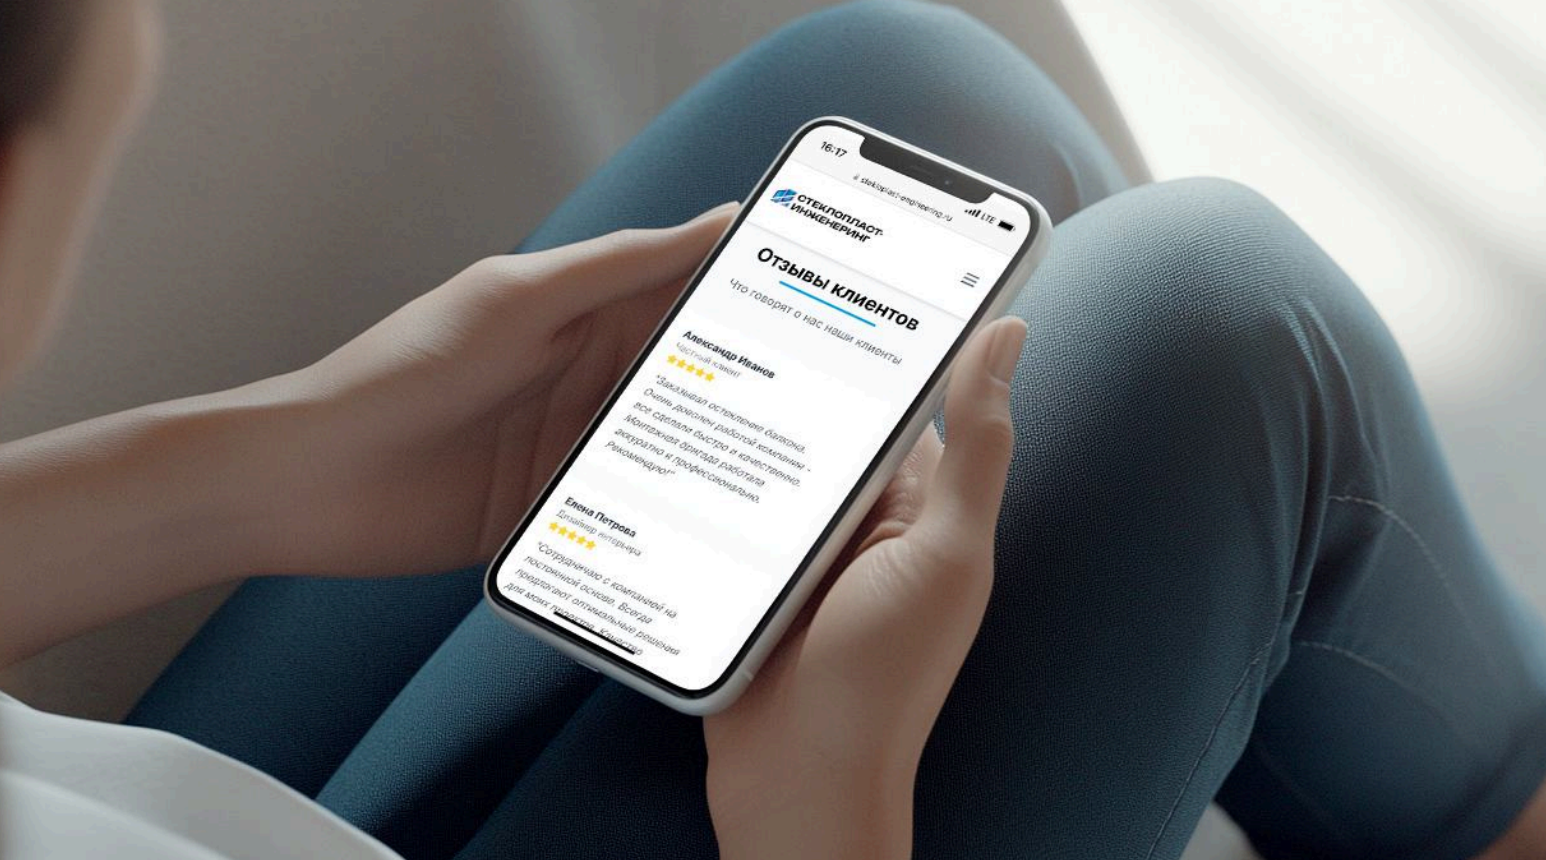 16:17
stekloplast-engineering.ru
LTE
СТЕКЛОПЛАСТ-
ИНЖЕНЕРИНГ
Отзывы клиентов
Что говорят о нас наши клиенты
Александр Иванов
Частный клиент
"Заказывал остекление балкона.
Очень доволен работой компании -
все сделали быстро и качественно.
Монтажная бригада работала
аккуратно и профессионально.
Рекомендую!"
Елена Петрова
Дизайнер интерьера
"Сотрудничаю с компанией на
постоянной основе. Всегда
предлагают оптимальные решения
для моих проектов. Качество